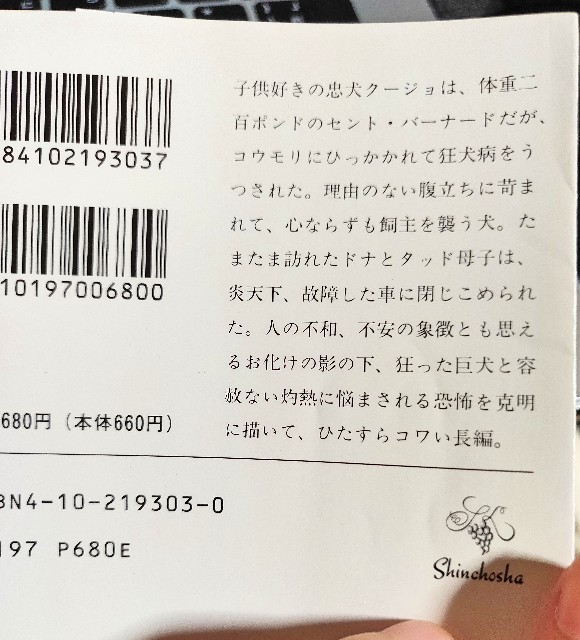 子供好きの忠犬クージョは、体重二
百ポンドのセント・バーナードだが、
コウモリにひっかかれて狂犬病をう
つされた。理由のない腹立ちに苛ま
れて、心ならずも飼主を襲う犬。た
またま訪れたドナとタッド母子は、
炎天下、故障した車に閉じこめられ
た。人の不和、不安の象徴とも思え
るお化けの影の下、狂った巨犬と容
赦ない灼熱に悩まされる恐怖を克明
に描いて、ひたすらコワい長編。
84102193037
10197006800
680円（本体660円）
BN4-10-219303-0
197 P680E
Shinchosha